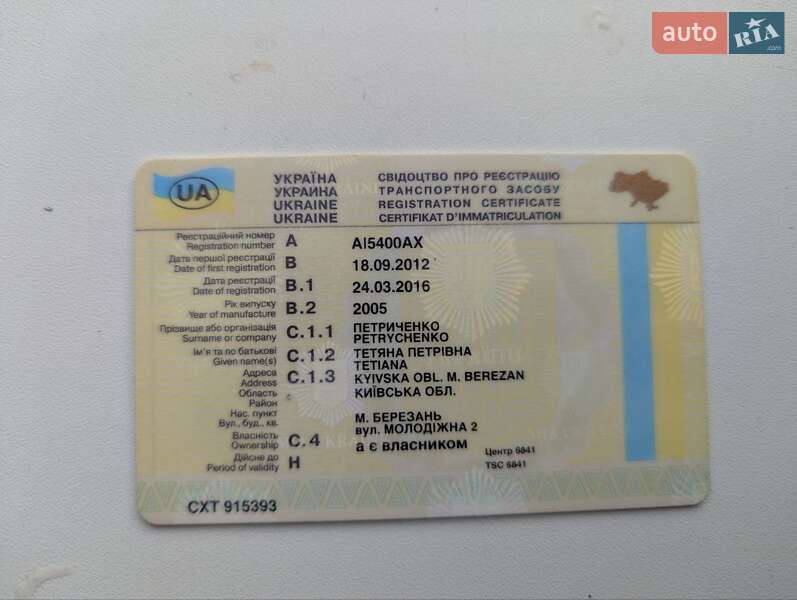 auto RIA .com
UA
УКРАЇНА СВІДОЦТВО ПРО РЕЄСТРАЦІЮ
УКРАИНА ТРАНСПОРТНОГО ЗАСОБУ
UKRAINE REGISTRATION CERTIFICATE
UKRAINE CERTIFIKAT D'IMMATRICULATION
Реєстраційний номер
Registration number A AI5400AX
Дата першої реєстрації
Date of first registration B 18.09.2012
Дата реєстрації
Date of registration B.1 24.03.2016
Рік випуску
Year of manufacture B.2 2005
Прізвище або організація C.1.1 ПЕТРИЧЕНКО
Surname or company PETRYCHENKO
Ім'я та по батькові C.1.2 ТЕТЯНА ПЕТРІВНА
Given name(s) TETIANA
Адреса C.1.3 KYIVSKA OBL. M. BEREZAN
Address
Область КИЇВСЬКА ОБЛ.
Район
Нас. пункт М. БЕРЕЗАНЬ
Вул., буд., кв. вул. МОЛОДІЖНА 2
Власність
Ownership C.4 а є власником
Центр 6841
Дійсне до
Period of validity H
TSC 6841
CXT 915393